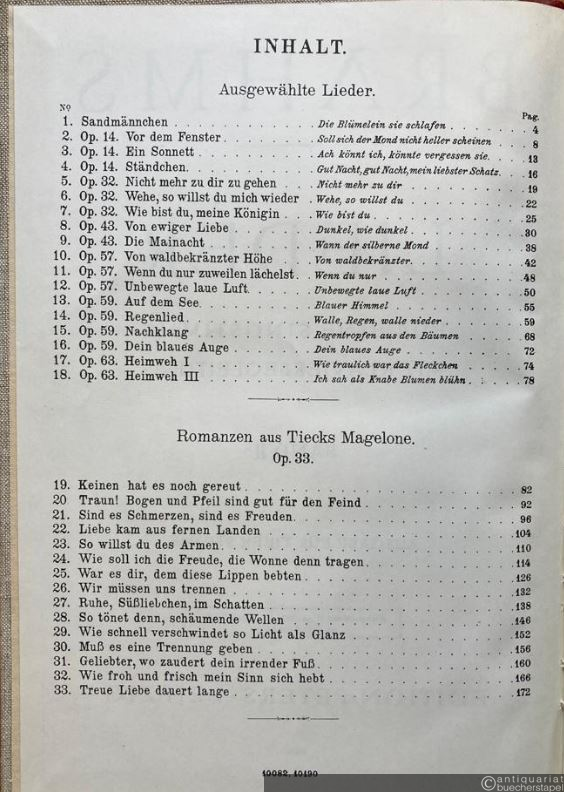 INHALT.
Ausgewählte Lieder.
No Pag.
1. Sandmännchen . . . Die Blümelein sie schlafen . . . 4
2. Op. 14. Vor dem Fenster . . . Soll sich der Mond nicht heller scheinen . . . 8
3. Op. 14. Ein Sonnett . . . Ach könnt ich, könnte vergessen sie. . . . 13
4. Op. 14. Ständchen. . . . Gut Nacht, gut Nacht, mein liebster Schatz. . . 16
5. Op. 32. Nicht mehr zu dir zu gehen . . . Nicht mehr zu dir . . . 19
6. Op. 32. Wehe, so willst du mich wieder . . . Wehe, so willst du . . . 22
7. Op. 32. Wie bist du, meine Königin . . . Wie bist du . . . 25
8. Op. 43. Von ewiger Liebe . . . Dunkel, wie dunkel . . . 30
9. Op. 43. Die Mainacht . . . Wann der silberne Mond . . . 38
10. Op. 57. Von waldbekränzter Höhe . . . Von waldbekränzter. . . . 42
11. Op. 57. Wenn du nur zuweilen lächelst . . . Wenn du nur . . . 48
12. Op. 57. Unbewegte laue Luft. . . . Unbewegte laue Luft . . . 50
13. Op. 59. Auf dem See. . . . Blauer Himmel . . . 55
14. Op. 59. Regenlied . . . Walle, Regen, walle nieder . . . 59
15. Op. 59. Nachklang . . . Regentropfen aus den Bäumen 68
16. Op. 59. Dein blaues Auge . . . Dein blaues Auge . . . 72
17. Op. 63. Heimweh I . . . Wie traulich war das Fleckchen . . . 74
18. Op. 63. Heimweh III . . . Ich sah als Knabe Blumen blühn . . . 78
Romanzen aus Tiecks Magelone.
Op. 33.
19. Keinen hat es noch gereut . . . 82
20 Traun! Bogen und Pfeil sind gut für den Feind . . . 92
21. Sind es Schmerzen, sind es Freuden. . . . 96
22. Liebe kam aus fernen Landen . . . 104
23. So willst du des Armen . . . 110
24. Wie soll ich die Freude, die Wonne denn tragen . . . 114
25. War es dir, dem diese Lippen bebten . . . 126
26. Wir müssen uns trennen . . . 132
27. Ruhe, Süßliebchen, im Schatten . . . 138
28. So tönet denn, schäumende Wellen . . . 146
29. Wie schnell verschwindet so Licht als Glanz . . . 152
30. Muß es eine Trennung geben . . . 156
31. Geliebter, wo zaudert dein irrender Fuß . . . 160
32. Wie froh und frisch mein Sinn sich hebt . . . 166
33. Treue Liebe dauert lange . . . 172
10082, 10190
© antiquariat
buecherstapel